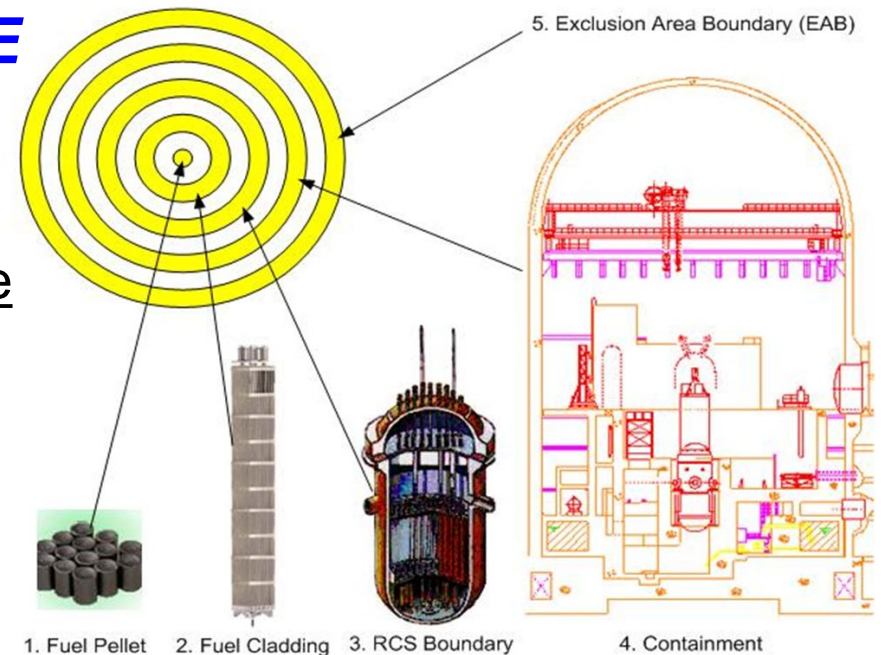 E
5. Exclusion Area Boundary (EAB)
e
1. Fuel Pellet
2. Fuel Cladding
3. RCS Boundary
4. Containment